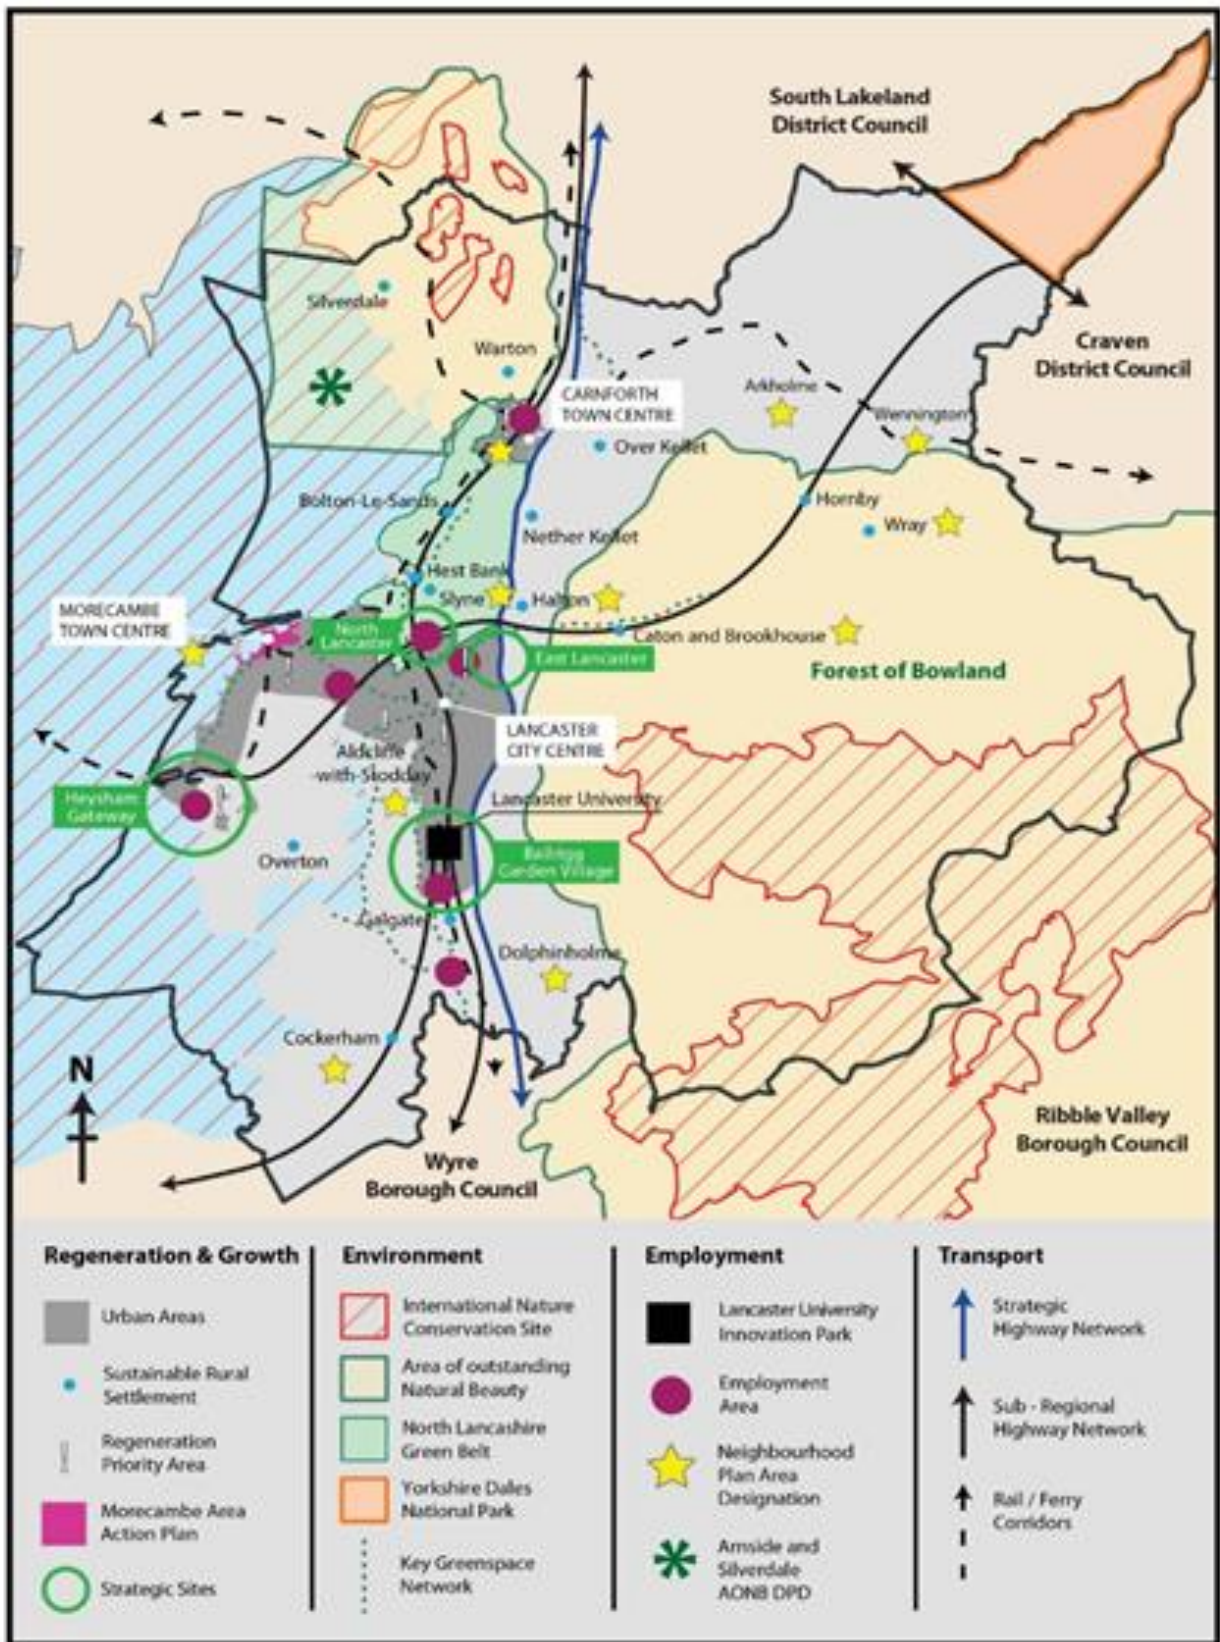 South Lakeland
District Council
Silverdale
Warton
Craven
District Council
CARNFORTH
TOWN CENTRE
Arkholme
Wennington
Over Kellet
Bolton-Le-Sands
Hornby
Wray
Nether Kellet
Hest Bank
Slyne
Halton
MORECAMBE
TOWN CENTRE
North
Lancaster
Caton and Brookhouse
East Lancaster
Forest of Bowland
LANCASTER
CITY CENTRE
Aldcliffe
-with-Stodday
Heysham
Gateway
Lancaster University
Overton
Bailrigg
Garden Village
Galgate
Dolphinholme
Cockerham
N
Ribble Valley
Borough Council
Wyre
Borough Council
Regeneration & Growth
Urban Areas
Sustainable Rural
Settlement
Regeneration
Priority Area
Morecambe Area
Action Plan
Strategic Sites
Environment
International Nature
Conservation Site
Area of outstanding
Natural Beauty
North Lancashire
Green Belt
Yorkshire Dales
National Park
Key Greenspace
Network
Employment
Lancaster University
Innovation Park
Employment
Area
Neighbourhood
Plan Area
Designation
Arnside and
Silverdale
AONB DPD
Transport
Strategic
Highway Network
Sub - Regional
Highway Network
Rail / Ferry
Corridors